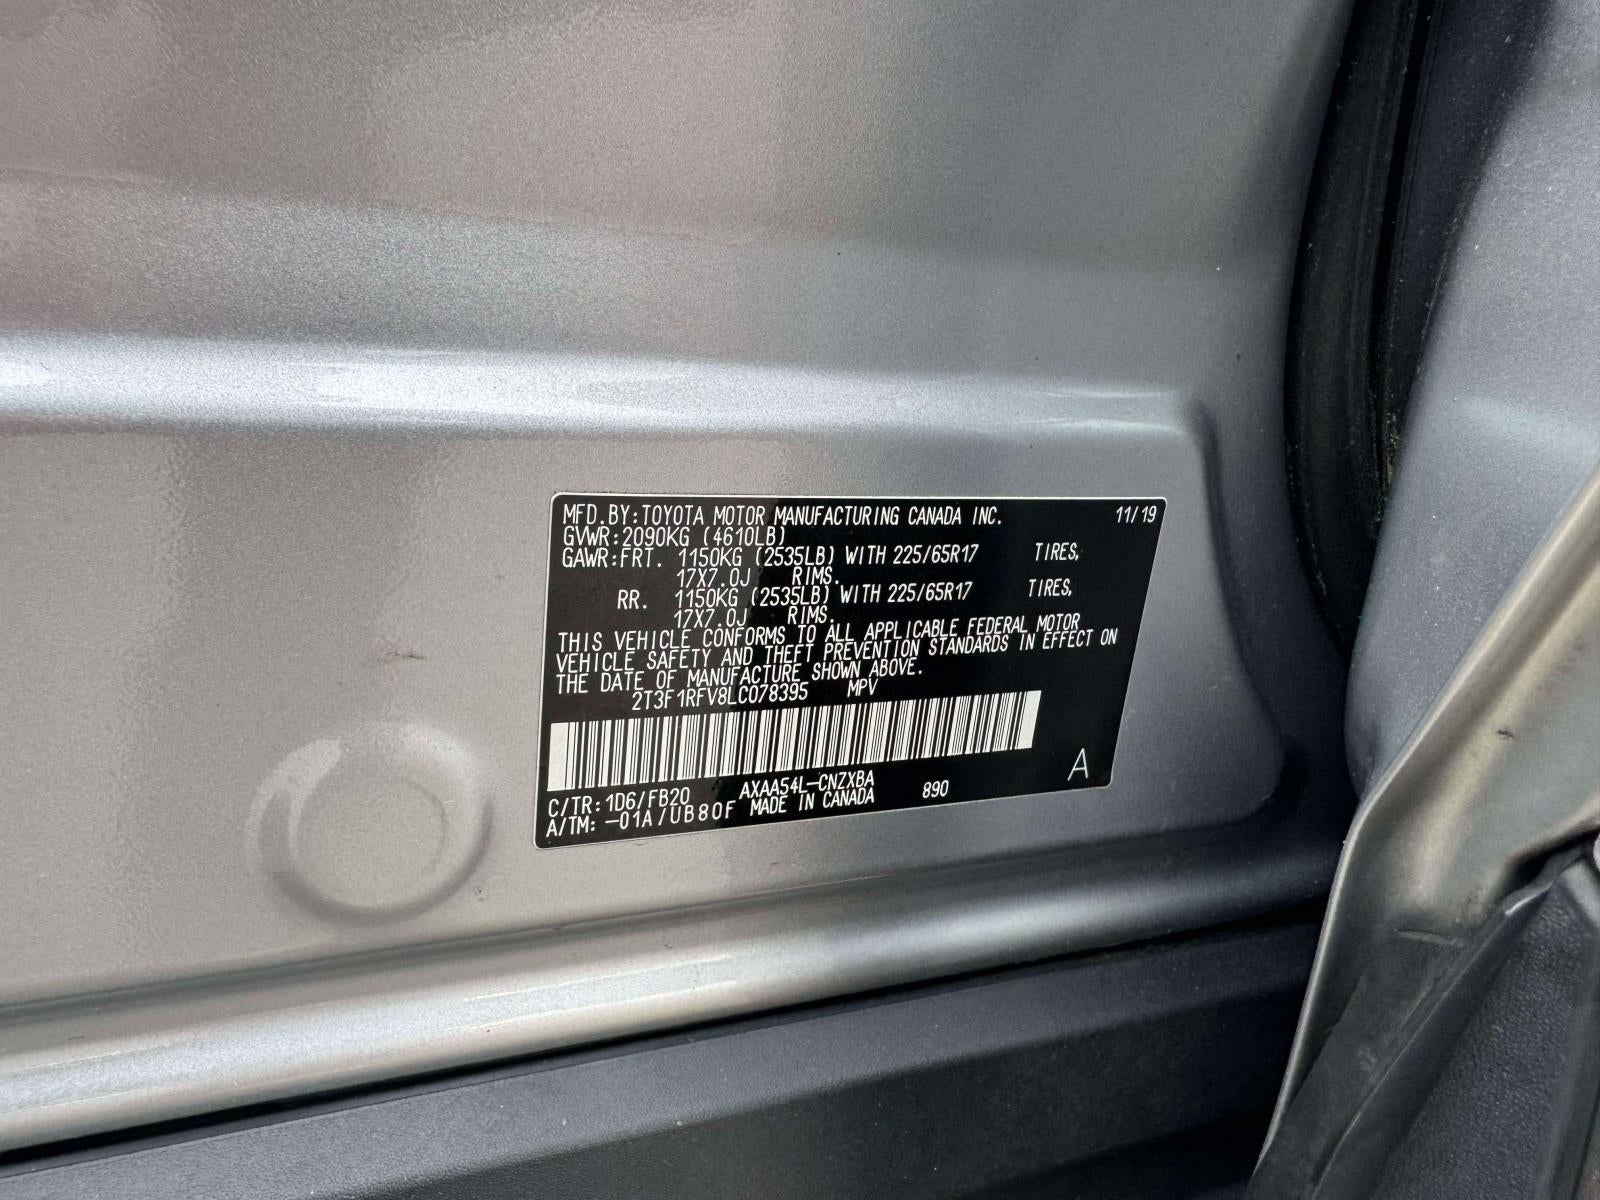 MFD.BY:TOYOTA MOTOR MANUFACTURING CANADA INC. 11/19
GVWR:2090KG (4610LB)
GAWR:FRT. 1150KG (2535LB) WITH 225/65R17 TIRES,
17X7.0J RIMS.
RR. 1150KG (2535LB) WITH 225/65R17 TIRES,
17X7.0J RIMS.
THIS VEHICLE CONFORMS TO ALL APPLICABLE FEDERAL MOTOR
VEHICLE SAFETY AND THEFT PREVENTION STANDARDS IN EFFECT ON
THE DATE OF MANUFACTURE SHOWN ABOVE.
2T3F1RFV8LC078395 MPV
A
C/TR:1D6/FB20 AXAA54L-CNZXBA 890
A/TM:-01A/UB80F MADE IN CANADA